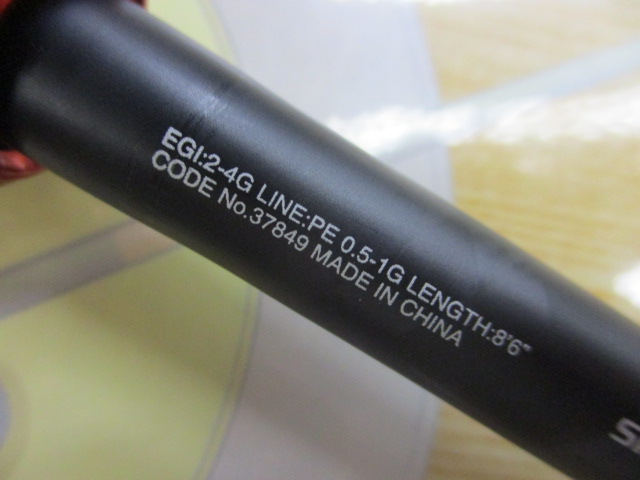 EGI:2-4G LINE:PE 0.5-1G LENGTH:8'6"
CODE No.37849 MADE IN CHINA